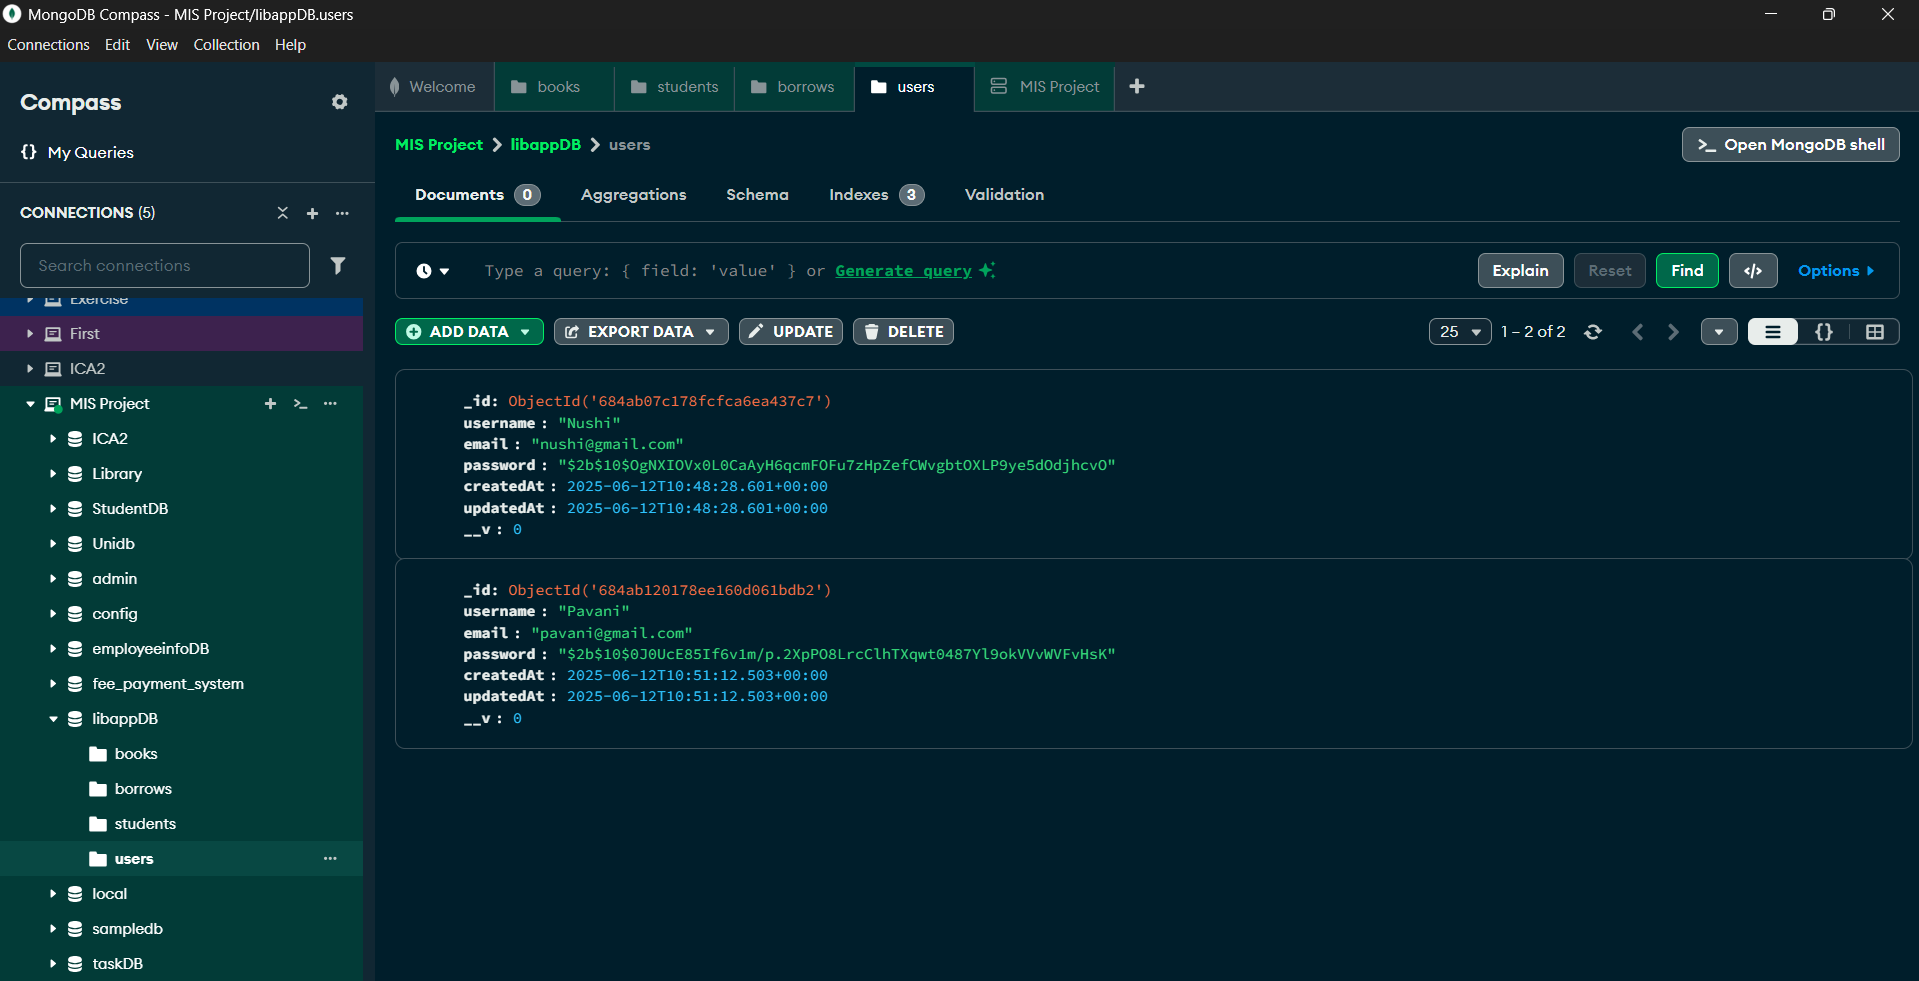 MongoDB Compass - MIS Project/libappDB.users
Connections Edit View Collection Help
Compass
{} My Queries
CONNECTIONS (5)
Search connections
Exercise
First
ICA2
MIS Project
ICA2
Library
StudentDB
Unidb
admin
config
employeeinfoDB
fee_payment_system
libappDB
books
borrows
students
users
local
sampledb
taskDB
Welcome books students borrows users MIS Project
MIS Project > libappDB > users
>_ Open MongoDB shell
Documents 0 Aggregations Schema Indexes 3 Validation
Type a query: { field: 'value' } or Generate query
Explain Reset Find </> Options
ADD DATA EXPORT DATA UPDATE DELETE
25 1 – 2 of 2 {}
_id: ObjectId('684ab07c178fcfca6ea437c7')
username : "Nushi"
email : "nushi@gmail.com"
password : "$2b$10$OgNXIOVx0L0CaAyH6qcmFOFu7zHpZefCWvgbtOXLP9ye5dOdjhcvO"
createdAt : 2025-06-12T10:48:28.601+00:00
updatedAt : 2025-06-12T10:48:28.601+00:00
__v : 0
_id: ObjectId('684ab120178ee160d061bdb2')
username : "Pavani"
email : "pavani@gmail.com"
password : "$2b$10$0J0UcE85If6v1m/p.2XpPO8LrcClhTXqwt0487Yl9okVVvWVFvHsK"
createdAt : 2025-06-12T10:51:12.503+00:00
updatedAt : 2025-06-12T10:51:12.503+00:00
__v : 0